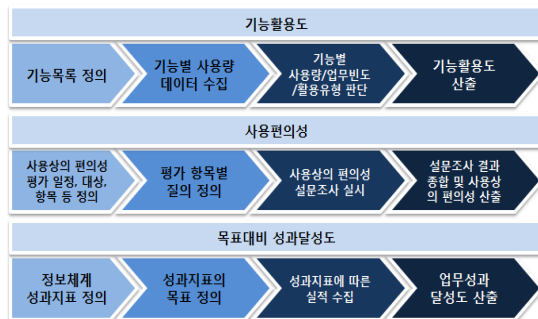 기능활용도
기능목록 정의
기능별 사용량
데이터 수집
기능별
사용량/업무빈도
/활용유형 판단
기능활용도
산출
사용편의성
사용상의 편의성
평가 일정, 대상,
항목 등 정의
평가 항목별
질의 정의
사용상의 편의성
설문조사 실시
설문조사 결과
종합 및 사용상
의 편의성 산출
목표대비 성과달성도
정보체계
성과지표 정의
성과지표의
목표 정의
성과지표에 따른
실적 수집
업무성과
달성도 산출